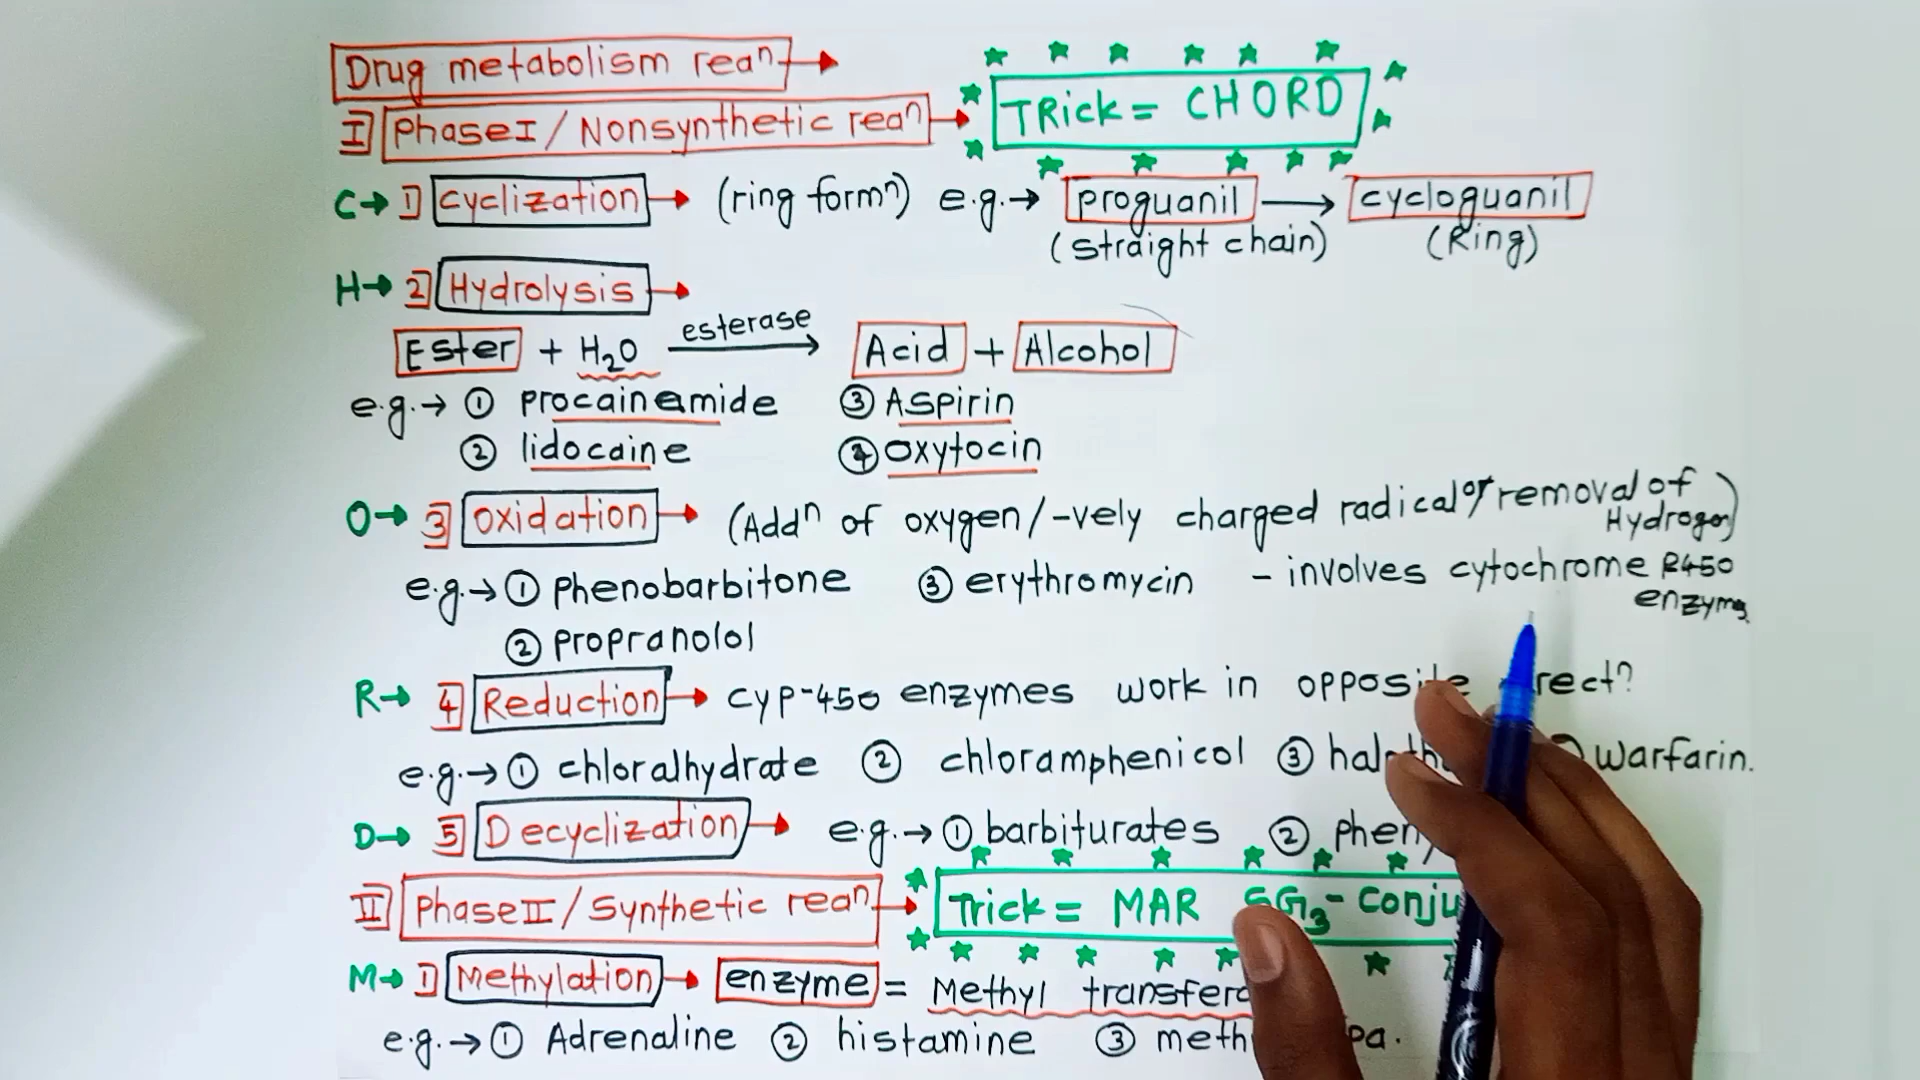 Drug metabolism reaⁿ
I] Phase I / Nonsynthetic reaⁿ TRick = CHORD
C→ 1] cyclization → (ring formⁿ) e.g.→ proguanil → cycloguanil
(straight chain) (Ring)
H→ 2] Hydrolysis →
esterase
Ester + H₂O → Acid + Alcohol
e.g.→ ① procainamide ③ Aspirin
② lidocaine ④ oxytocin
O→ 3] oxidation → (Addⁿ of oxygen/-vely charged radical or removal of
Hydrogen)
e.g.→ ① phenobarbitone ③ erythromycin - involves cytochrome P450
enzymes
② propranolol
R→ 4] Reduction → cyp-450 enzymes work in
e.g.→ ① chloralhydrate ② chloramphenicol ③ warfarin.
D→ 5] Decyclization → e.g.→ ① barbiturates ②
II] Phase II / Synthetic reaⁿ → Trick = MAR
M→ 1] Methylation → enzyme = Methyl
e.g.→ ① Adrenaline ② histamine ③